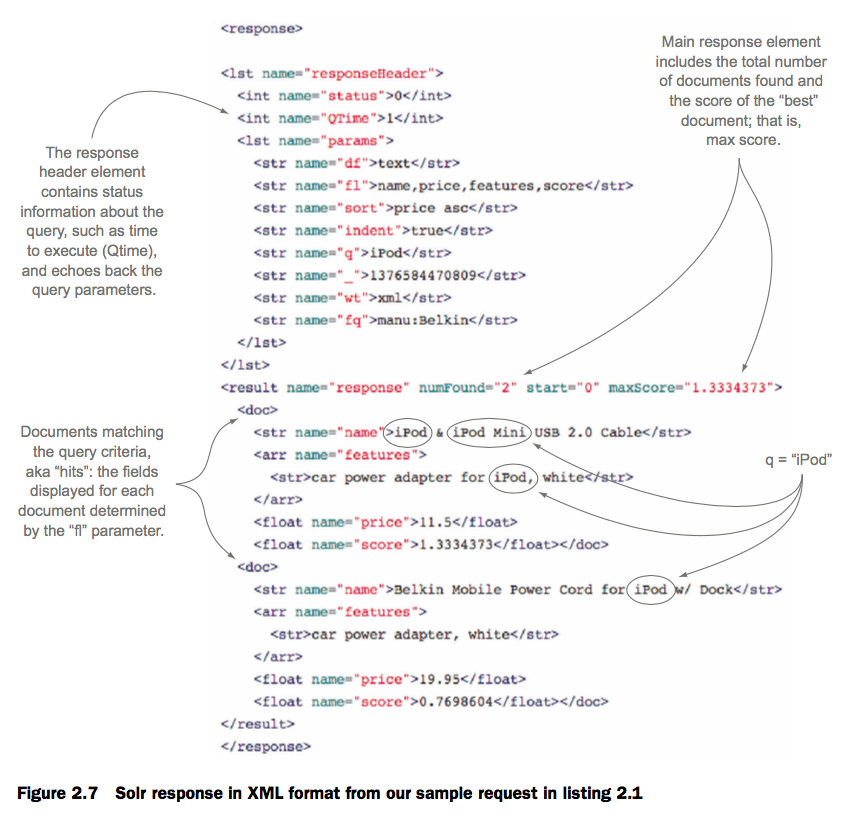 <response>
<lst name="responseHeader">
<int name="status">0</int>
<int name="QTime">1</int>
<lst name="params">
<str name="df">text</str>
<str name="fl">name,price,features,score</str>
<str name="sort">price asc</str>
<str name="indent">true</str>
<str name="q">iPod</str>
<str name="_">1376584470809</str>
<str name="wt">xml</str>
<str name="fq">manu:Belkin</str>
</lst>
</lst>
<result name="response" numFound="2" start="0" maxScore="1.3334373">
<doc>
<str name="name">iPod & iPod Mini USB 2.0 Cable</str>
<arr name="features">
<str>car power adapter for iPod, white</str>
</arr>
<float name="price">11.5</float>
<float name="score">1.3334373</float></doc>
<doc>
<str name="name">Belkin Mobile Power Cord for iPod w/ Dock</str>
<arr name="features">
<str>car power adapter, white</str>
</arr>
<float name="price">19.95</float>
<float name="score">0.7698604</float></doc>
</result>
</response>
The response
header element
contains status
information about the
query, such as time
to execute (Qtime),
and echoes back the
query parameters.
Main response element
includes the total number
of documents found and
the score of the “best”
document; that is,
max score.
Documents matching
the query criteria,
aka “hits”: the fields
displayed for each
document determined
by the “fl” parameter.
q = “iPod”
Figure 2.7 Solr response in XML format from our sample request in listing 2.1